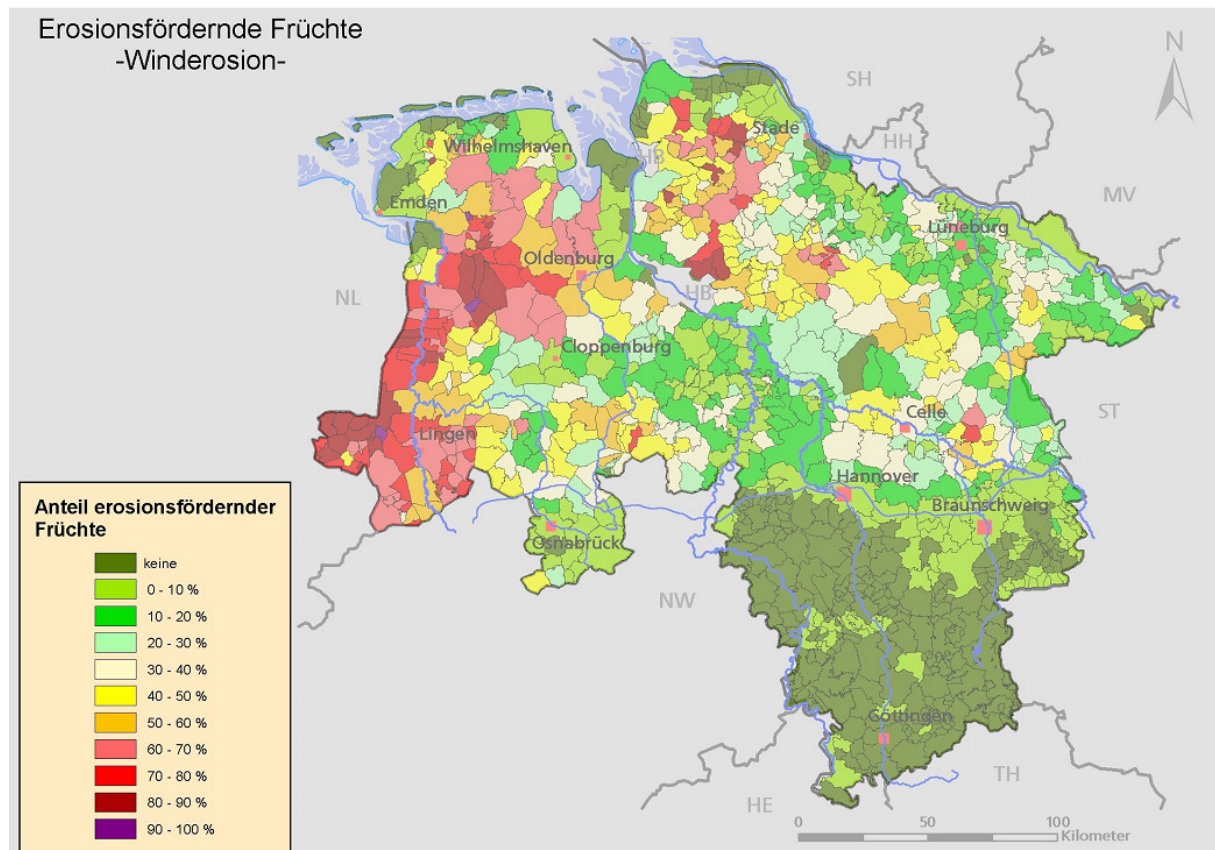 Erosionsfördernde Früchte
-Winderosion-
N
SH
HH
MV
Stade
HB
Wilhelmshaven
Emden
Lüneburg
Oldenburg
HB
NL
Cloppenburg
ST
Celle
Lingen
Hannover
Braunschweig
Osnabrück
NW
Göttingen
TH
HE
Anteil erosionsfördernder
Früchte
keine
0 - 10 %
10 - 20 %
20 - 30 %
30 - 40 %
40 - 50 %
50 - 60 %
60 - 70 %
70 - 80 %
80 - 90 %
90 - 100 %
0 50 100
Kilometer